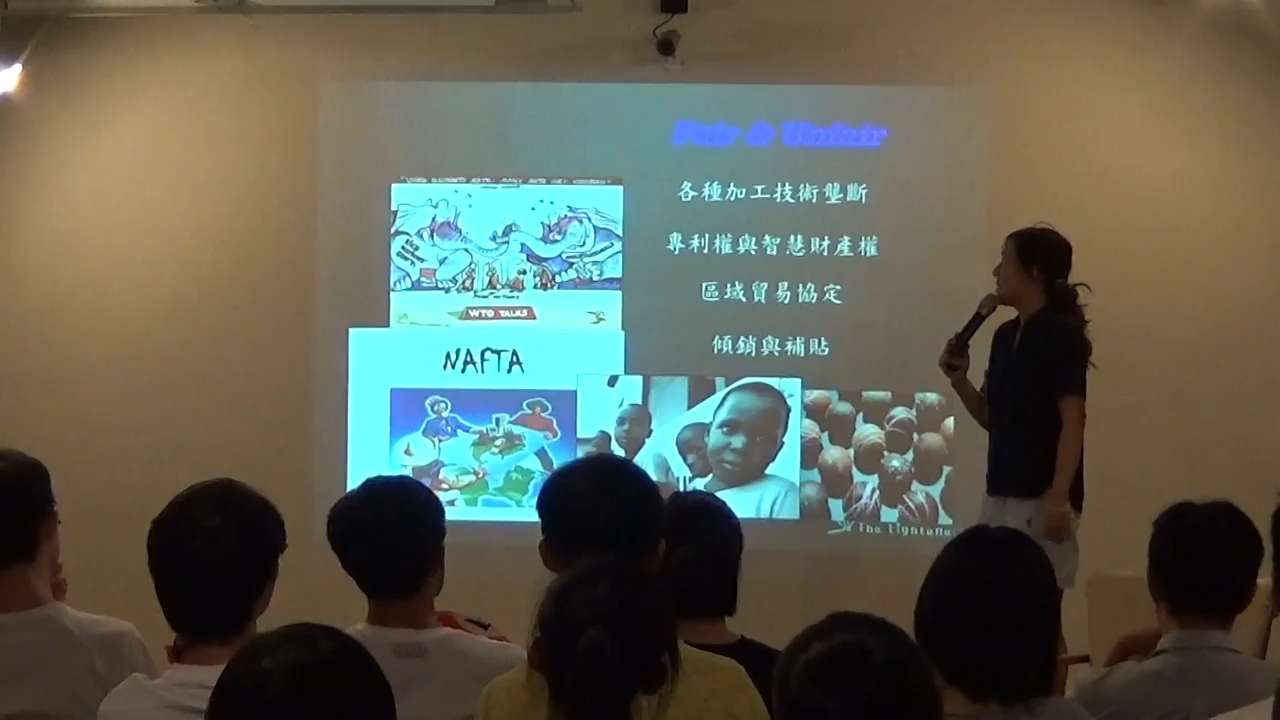 Fair & Unfair
各種加工技術壟斷
專利權與智慧財產權
區域貿易協定
傾銷與補貼
WTO TALKS
NAFTA